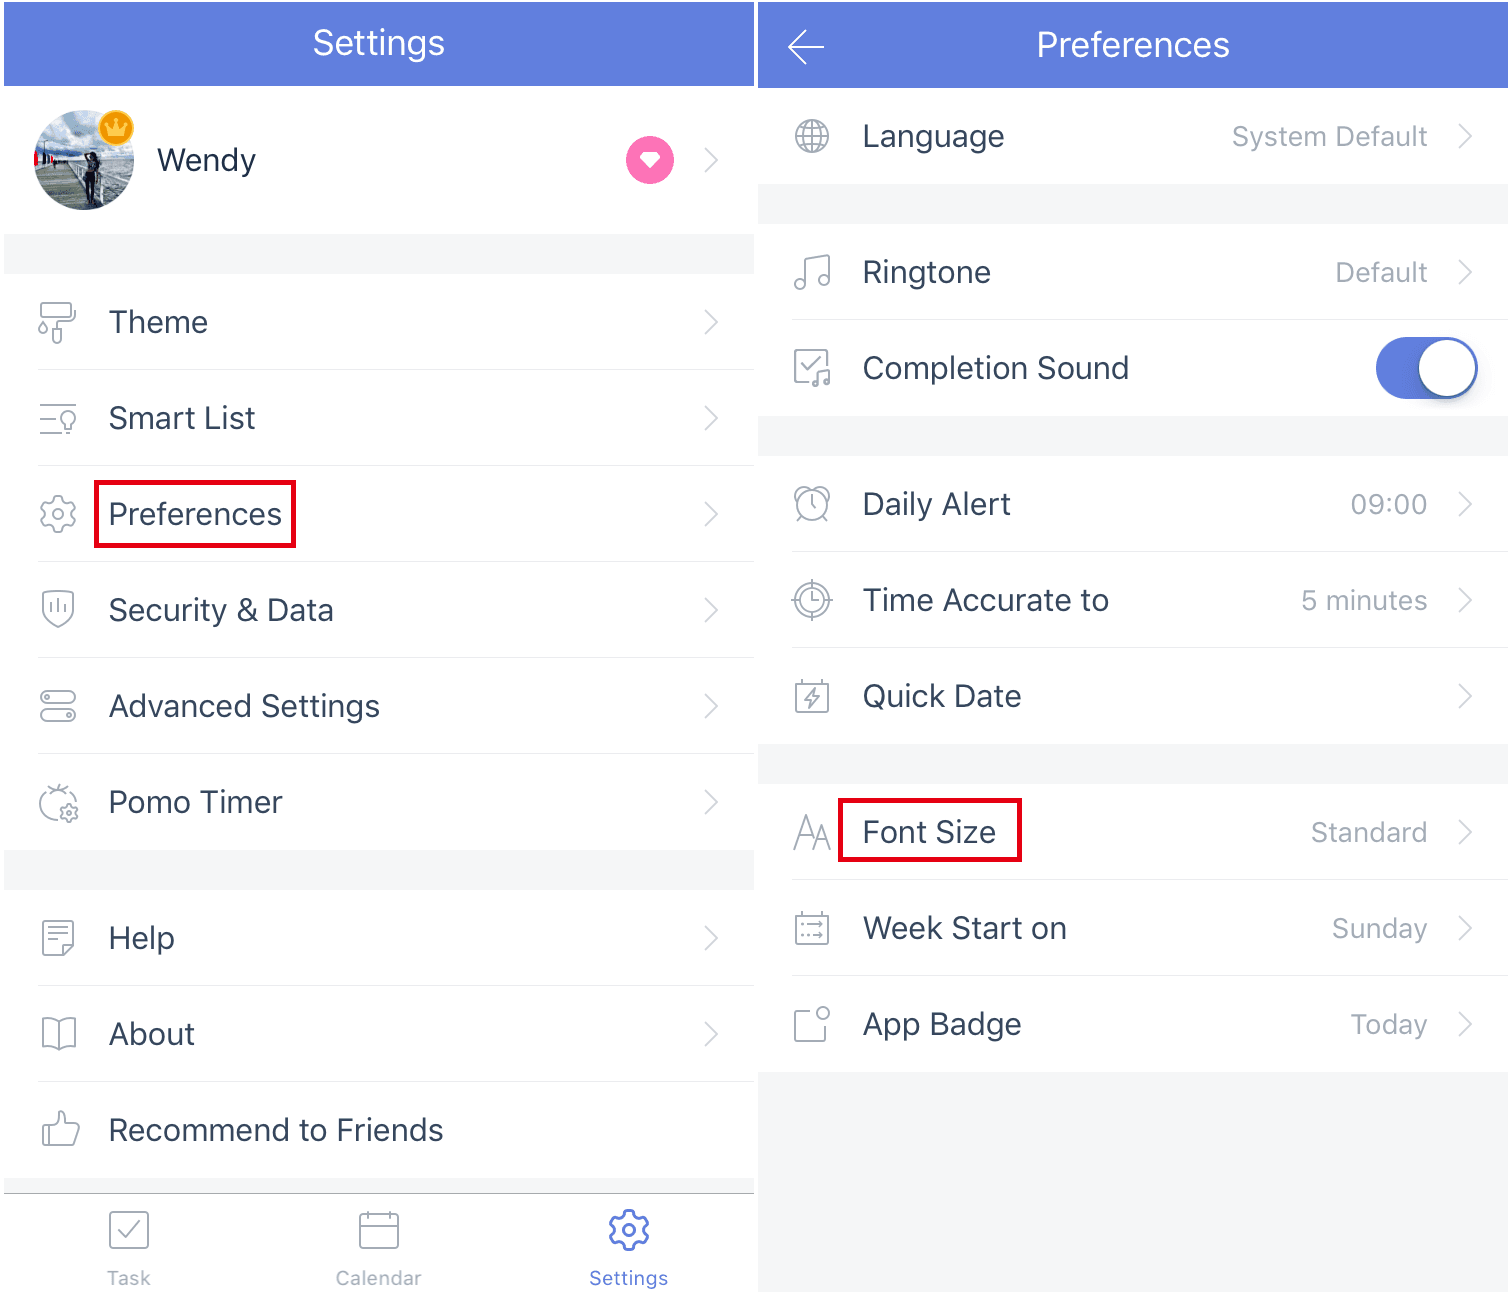 Settings
Wendy
Theme
Smart List
Preferences
Security & Data
Advanced Settings
Pomo Timer
Help
About
Recommend to Friends
Task
Calendar
Settings
Preferences
Language System Default
Ringtone Default
Completion Sound
Daily Alert 09:00
Time Accurate to 5 minutes
Quick Date
Font Size Standard
Week Start on Sunday
App Badge Today